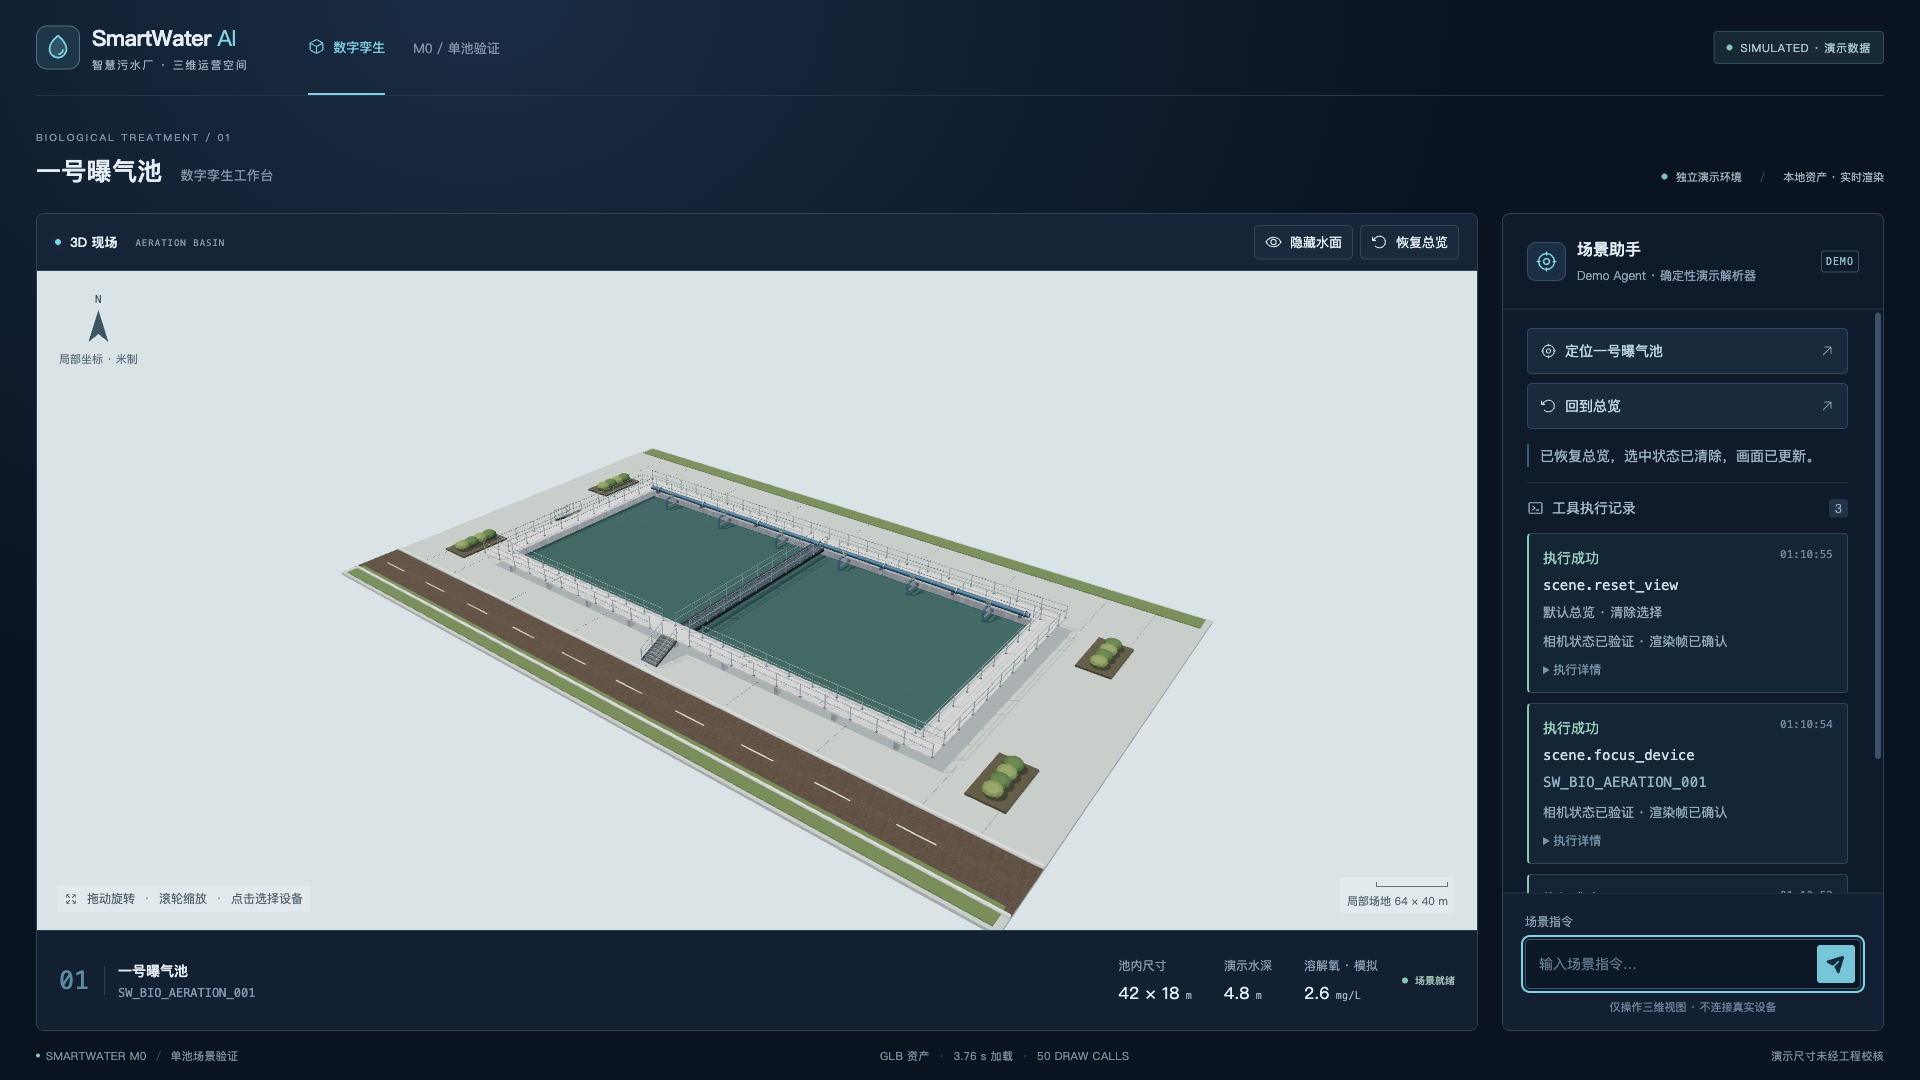 SmartWater AI
智慧污水厂 · 三维运营空间
数字孪生
M0 / 单池验证
SIMULATED · 演示数据
BIOLOGICAL TREATMENT / 01
一号曝气池
数字孪生工作台
独立演示环境 / 本地资产 · 实时渲染
3D 现场
AERATION BASIN
隐藏水面
恢复总览
N
局部坐标 · 米制
拖动旋转 · 滚轮缩放 · 点击选择设备
局部场地 64 × 40 m
01
一号曝气池
SW_BIO_AERATION_001
池内尺寸
42 × 18 m
演示水深
4.8 m
溶解氧 · 模拟
2.6 mg/L
场景就绪
场景助手
Demo Agent · 确定性演示解析器
DEMO
定位一号曝气池
回到总览
已恢复总览，选中状态已清除，画面已更新。
工具执行记录
3
执行成功
01:10:55
scene.reset_view
默认总览 · 清除选择
相机状态已验证 · 渲染帧已确认
执行详情
执行成功
01:10:54
scene.focus_device
SW_BIO_AERATION_001
相机状态已验证 · 渲染帧已确认
执行详情
场景指令
输入场景指令...
仅操作三维视图 · 不连接真实设备
SMARTWATER M0 / 单池场景验证
GLB 资产 · 3.76 s 加载 · 50 DRAW CALLS
演示尺寸未经工程校核